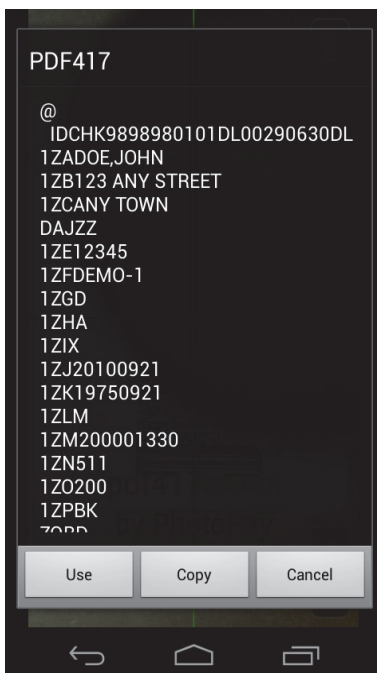 PDF417
@
IDCHK9898980101DL00290630DL
1ZADOE,JOHN
1ZB123 ANY STREET
1ZCANY TOWN
DAJZZ
1ZE12345
1ZFDEMO-1
1ZGD
1ZHA
1ZIX
1ZJ20100921
1ZK19750921
1ZLM
1ZM200001330
1ZN511
1ZO200
1ZPBK
Use Copy Cancel